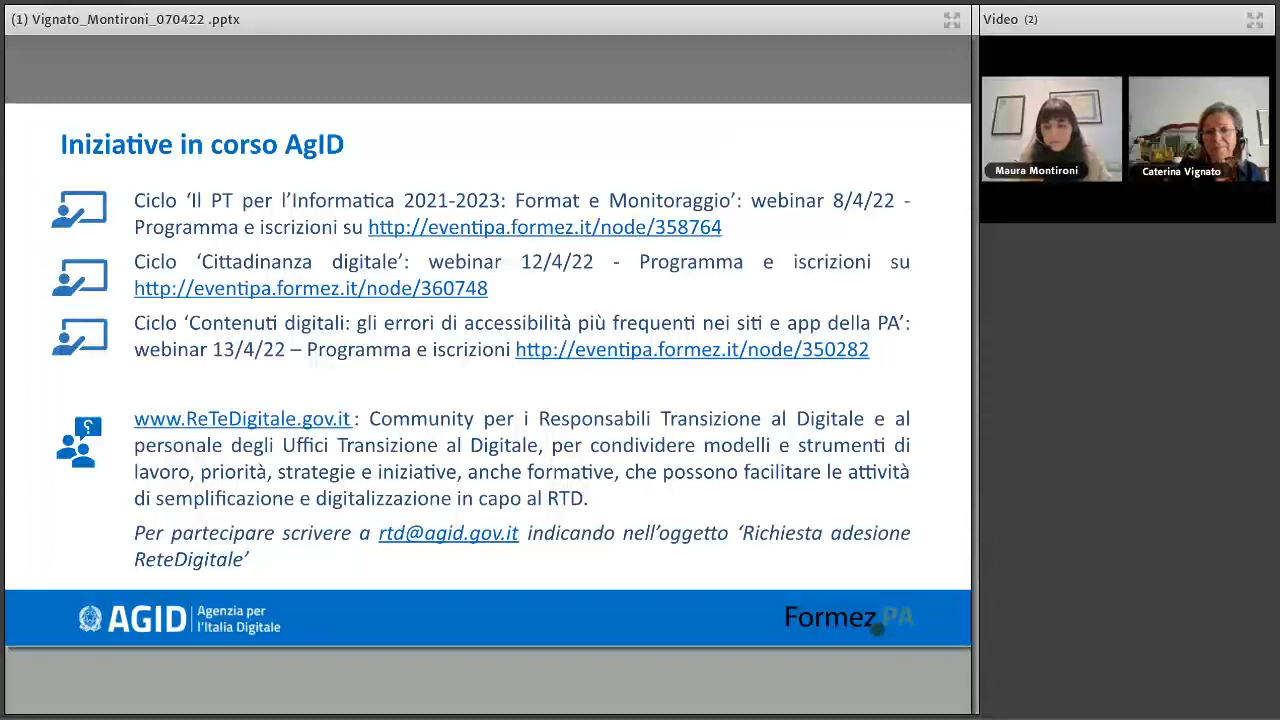 (1) Vignato_Montironi_070422 .pptx
Video (2)
Maura Montironi
Caterina Vignato
Iniziative in corso AgID
Ciclo ‘Il PT per l’Informatica 2021-2023: Format e Monitoraggio’: webinar 8/4/22 -
Programma e iscrizioni su http://eventipa.formez.it/node/358764
Ciclo ‘Cittadinanza digitale’: webinar 12/4/22 - Programma e iscrizioni su
http://eventipa.formez.it/node/360748
Ciclo ‘Contenuti digitali: gli errori di accessibilità più frequenti nei siti e app della PA’:
webinar 13/4/22 – Programma e iscrizioni http://eventipa.formez.it/node/350282
www.ReTeDigitale.gov.it: Community per i Responsabili Transizione al Digitale e al
personale degli Uffici Transizione al Digitale, per condividere modelli e strumenti di
lavoro, priorità, strategie e iniziative, anche formative, che possono facilitare le attività
di semplificazione e digitalizzazione in capo al RTD.
Per partecipare scrivere a rtd@agid.gov.it indicando nell’oggetto ‘Richiesta adesione
ReteDigitale’
AGID
Agenzia per
l’Italia Digitale
Formez PA